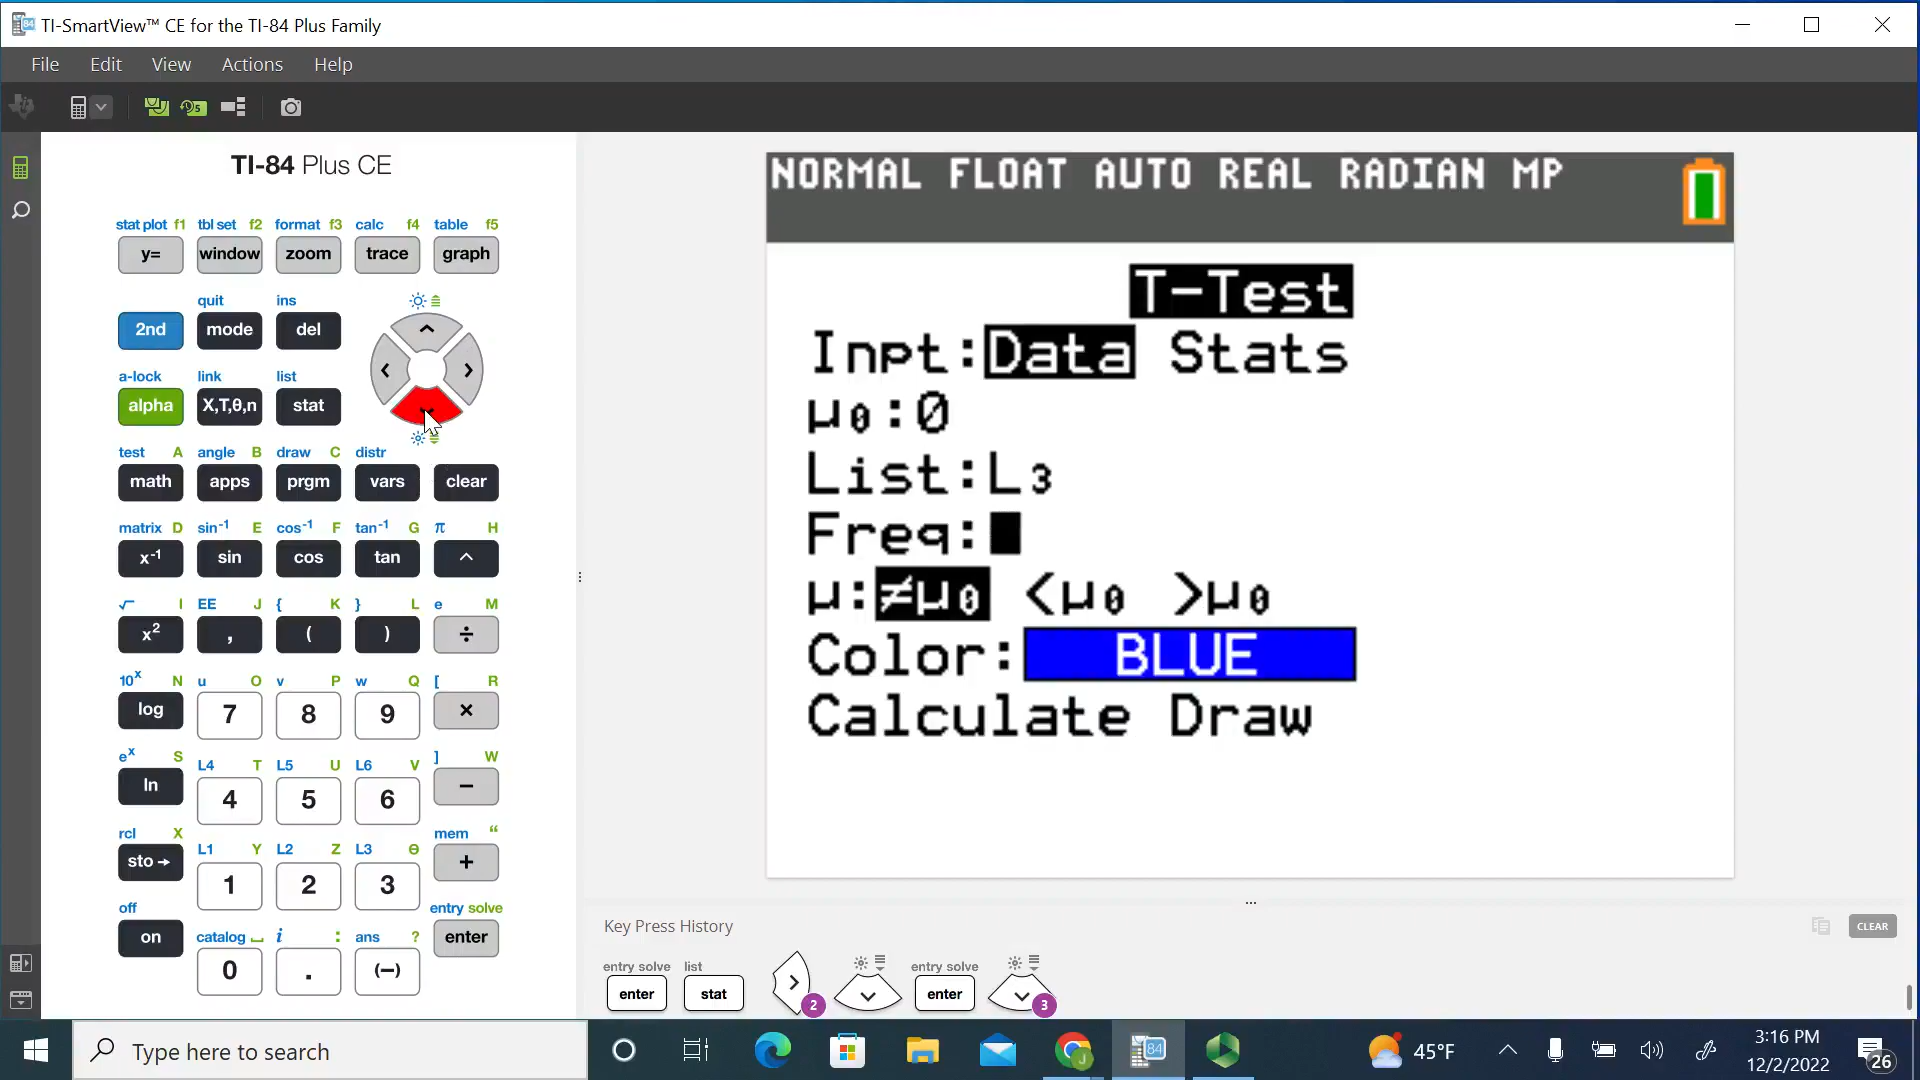 TI-SmartView™ CE for the TI-84 Plus Family
File Edit View Actions Help
TI-84 Plus CE
stat plot f1 tbl set f2 format f3 calc f4 table f5
y= window zoom trace graph
quit ins
2nd mode del
a-lock link list
alpha X,T,θ,n stat
test A angle B draw C distr
math apps prgm vars clear
matrix D sin⁻¹ E cos⁻¹ F tan⁻¹ G π H
x⁻¹ sin cos tan ^
√ I EE J { K } L e M
x² , ( ) ÷
10ˣ N u O v P w Q [ R
log 7 8 9 ×
eˣ S L4 T L5 U L6 V ] W
ln 4 5 6 −
rcl X L1 Y L2 Z L3 θ mem “
sto→ 1 2 3 +
off catalog ⎵ i : ans ? entry solve
on 0 . (−) enter
NORMAL FLOAT AUTO REAL RADIAN MP
T-Test
Inpt:Data Stats
μ₀:0
List:L₃
Freq:
μ:≠μ₀ <μ₀ >μ₀
Color: BLUE
Calculate Draw
Key Press History
CLEAR
entry solve list entry solve
enter stat 2 enter 3
Type here to search
84
45°F
3:16 PM
12/2/2022
26